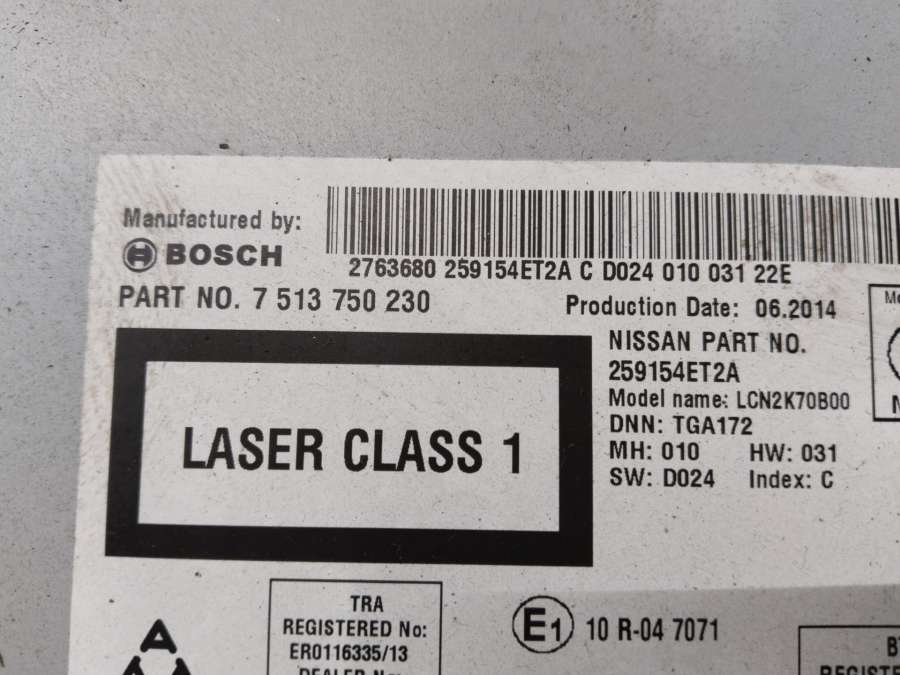 Manufactured by:
BOSCH
2763680 259154ET2A C D024 010 031 22E
PART NO. 7 513 750 230
Production Date: 06.2014
NISSAN PART NO.
259154ET2A
Model name: LCN2K70B00
DNN: TGA172
MH: 010 HW: 031
SW: D024 Index: C
LASER CLASS 1
TRA
REGISTERED No:
ER0116335/13
DEALER No:
E1 10 R-04 7071
A